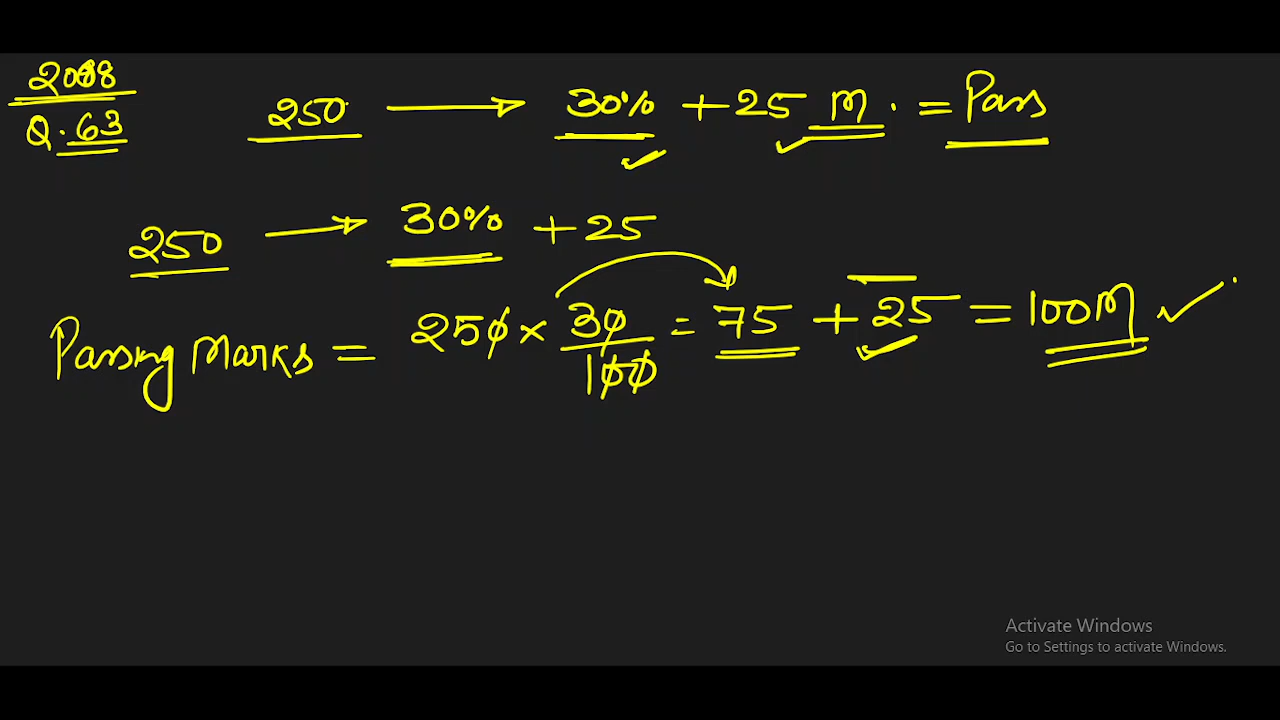 2008
Q. 63
250 → 30% + 25 M. = Pass
250 → 30% + 25
Passing Marks = 250 × 30/100 = 75 + 25 = 100M ✓
Activate Windows
Go to Settings to activate Windows.